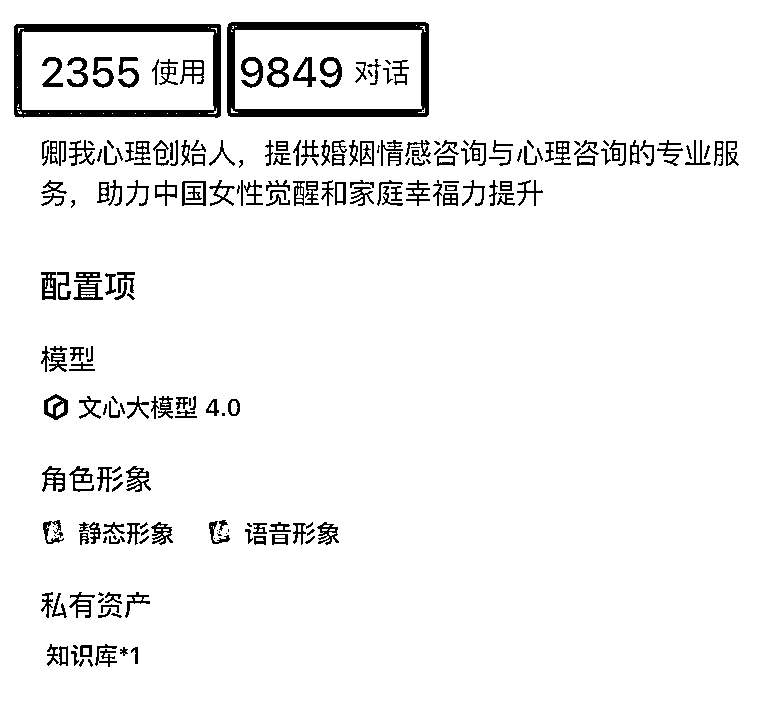 2355 使用 9849 对话
卿我心理创始人，提供婚姻情感咨询与心理咨询的专业服
务，助力中国女性觉醒和家庭幸福力提升
配置项
模型
文心大模型 4.0
角色形象
静态形象 语音形象
私有资产
知识库*1